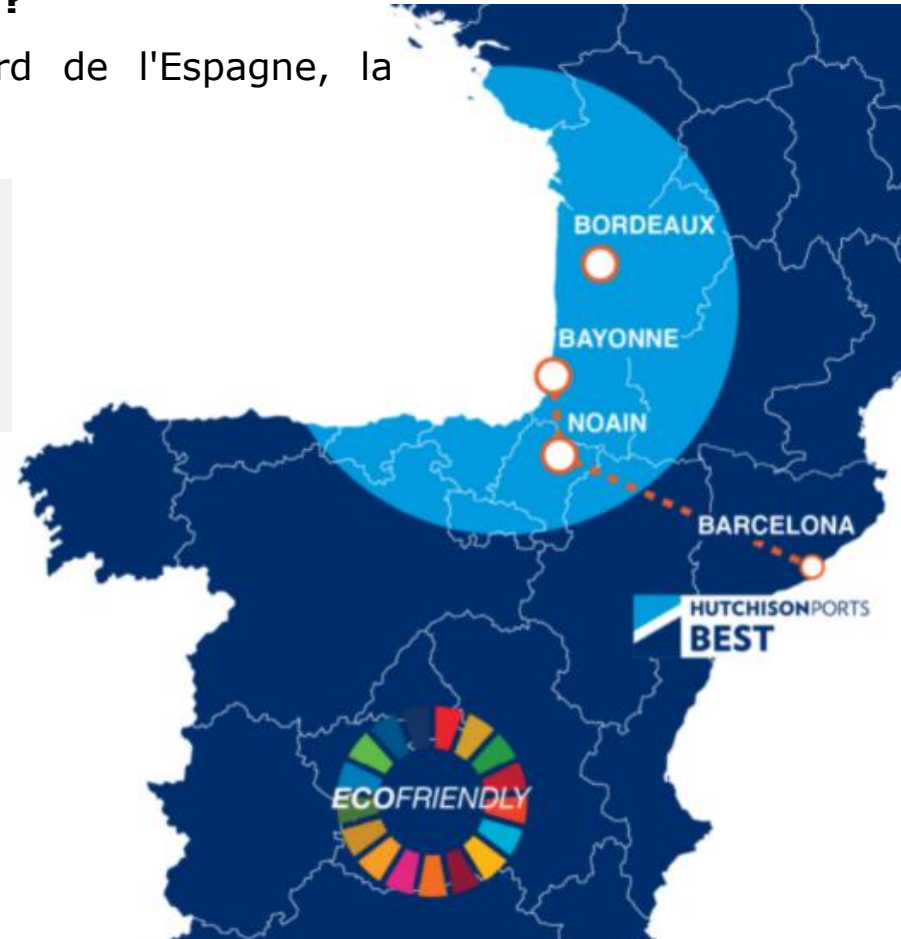 ?
rd de l'Espagne, la
BORDEAUX
BAYONNE
NOAIN
BARCELONA
HUTCHISONPORTS
BEST
ECOFRIENDLY